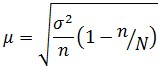 μ = √(σ²/n (1 − n/N))